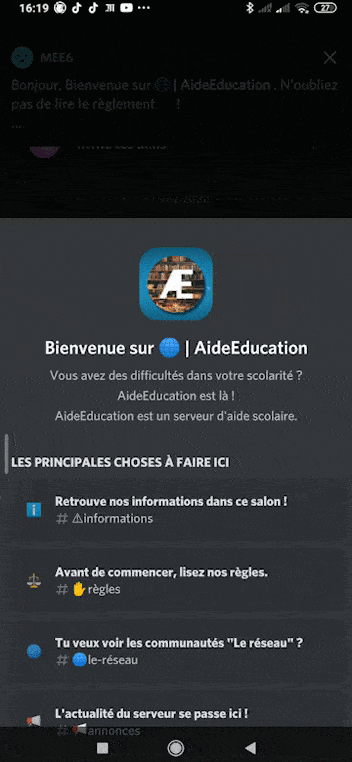 16:19
27
MEE6
Bonjour, Bienvenue sur 🌐 | AideEducation . N'oubliez
pas de lire le règlement !
....
Æ
Bienvenue sur 🌐 | AideEducation
Vous avez des difficultés dans votre scolarité ?
AideEducation est là !
AideEducation est un serveur d'aide scolaire.
LES PRINCIPALES CHOSES À FAIRE ICI
Retrouve nos informations dans ce salon !
# ⚠informations
Avant de commencer, lisez nos règles.
# ✋règles
Tu veux voir les communautés "Le réseau" ?
# 🌐le-réseau
L'actualité du serveur se passe ici !
# 📢annonces